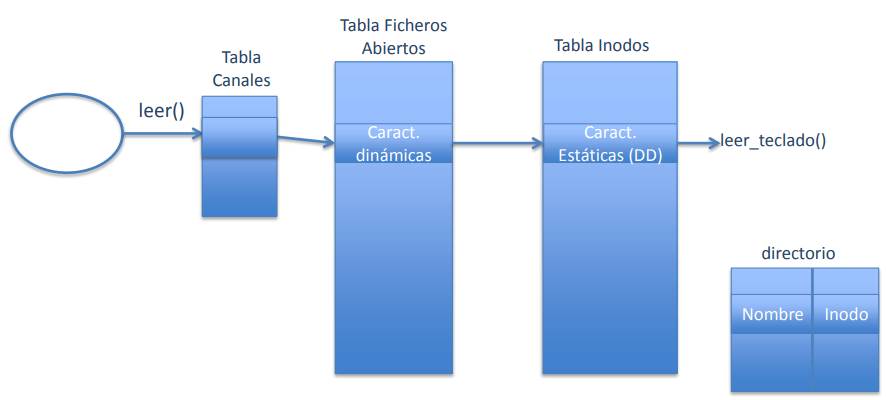 Tabla Ficheros
Abiertos
Tabla Inodos
Tabla
Canales
leer()
Caract.
dinámicas
Caract.
Estáticas (DD)
leer_teclado()
directorio
Nombre
Inodo